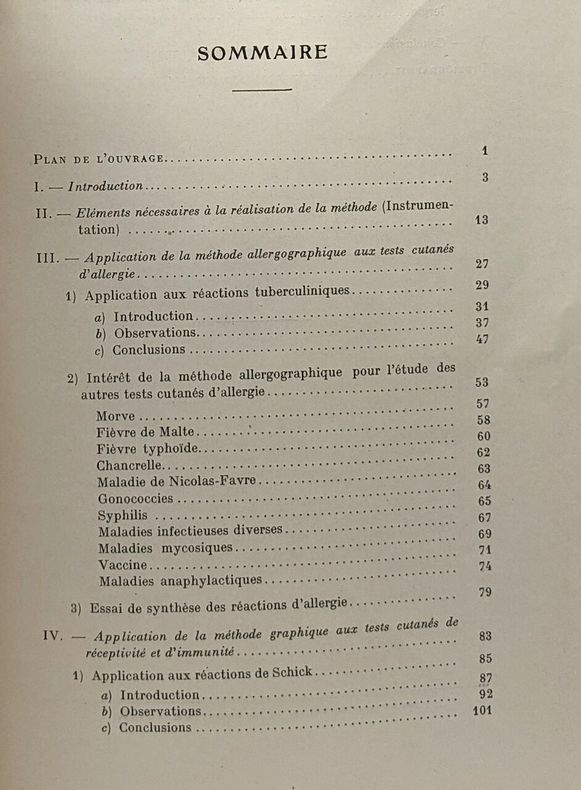 SOMMAIRE
PLAN DE L'OUVRAGE........................................ 1
I. — Introduction........................................ 3
II. — Eléments nécessaires à la réalisation de la méthode (Instrumen-
tation) ........................................ 13
III. — Application de la méthode allergographique aux tests cutanés
d'allergie........................................ 27
1) Application aux réactions tuberculiniques............... 29
a) Introduction........................................ 31
b) Observations........................................ 37
c) Conclusions ........................................ 47
2) Intérêt de la méthode allergographique pour l'étude des
autres tests cutanés d'allergie............................ 53
Morve ........................................ 57
Fièvre de Malte........................................ 58
Fièvre typhoïde........................................ 60
Chancrelle........................................ 62
Maladie de Nicolas-Favre............................... 63
Gonococcies ........................................ 64
Syphilis ........................................ 65
Maladies infectieuses diverses.......................... 67
Maladies mycosiques.................................... 69
Vaccine........................................ 71
Maladies anaphylactiques............................... 74
3) Essai de synthèse des réactions d'allergie................ 79
IV. — Application de la méthode graphique aux tests cutanés de
réceptivité et d'immunité................................... 83
1) Application aux réactions de Schick..................... 85
a) Introduction........................................ 87
b) Observations........................................ 92
c) Conclusions ........................................ 101